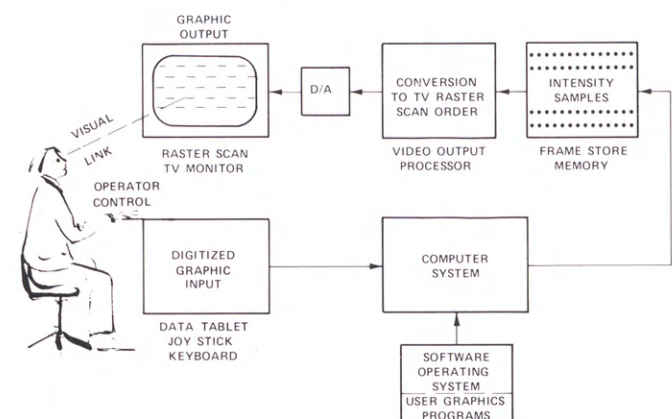 GRAPHIC
OUTPUT
D/A
CONVERSION
TO TV RASTER
SCAN ORDER
INTENSITY
SAMPLES
VISUAL
LINK
RASTER SCAN
TV MONITOR
VIDEO OUTPUT
PROCESSOR
FRAME STORE
MEMORY
OPERATOR
CONTROL
DIGITIZED
GRAPHIC
INPUT
COMPUTER
SYSTEM
DATA TABLET
JOY STICK
KEYBOARD
SOFTWARE
OPERATING
SYSTEM
USER GRAPHICS
PROGRAMS